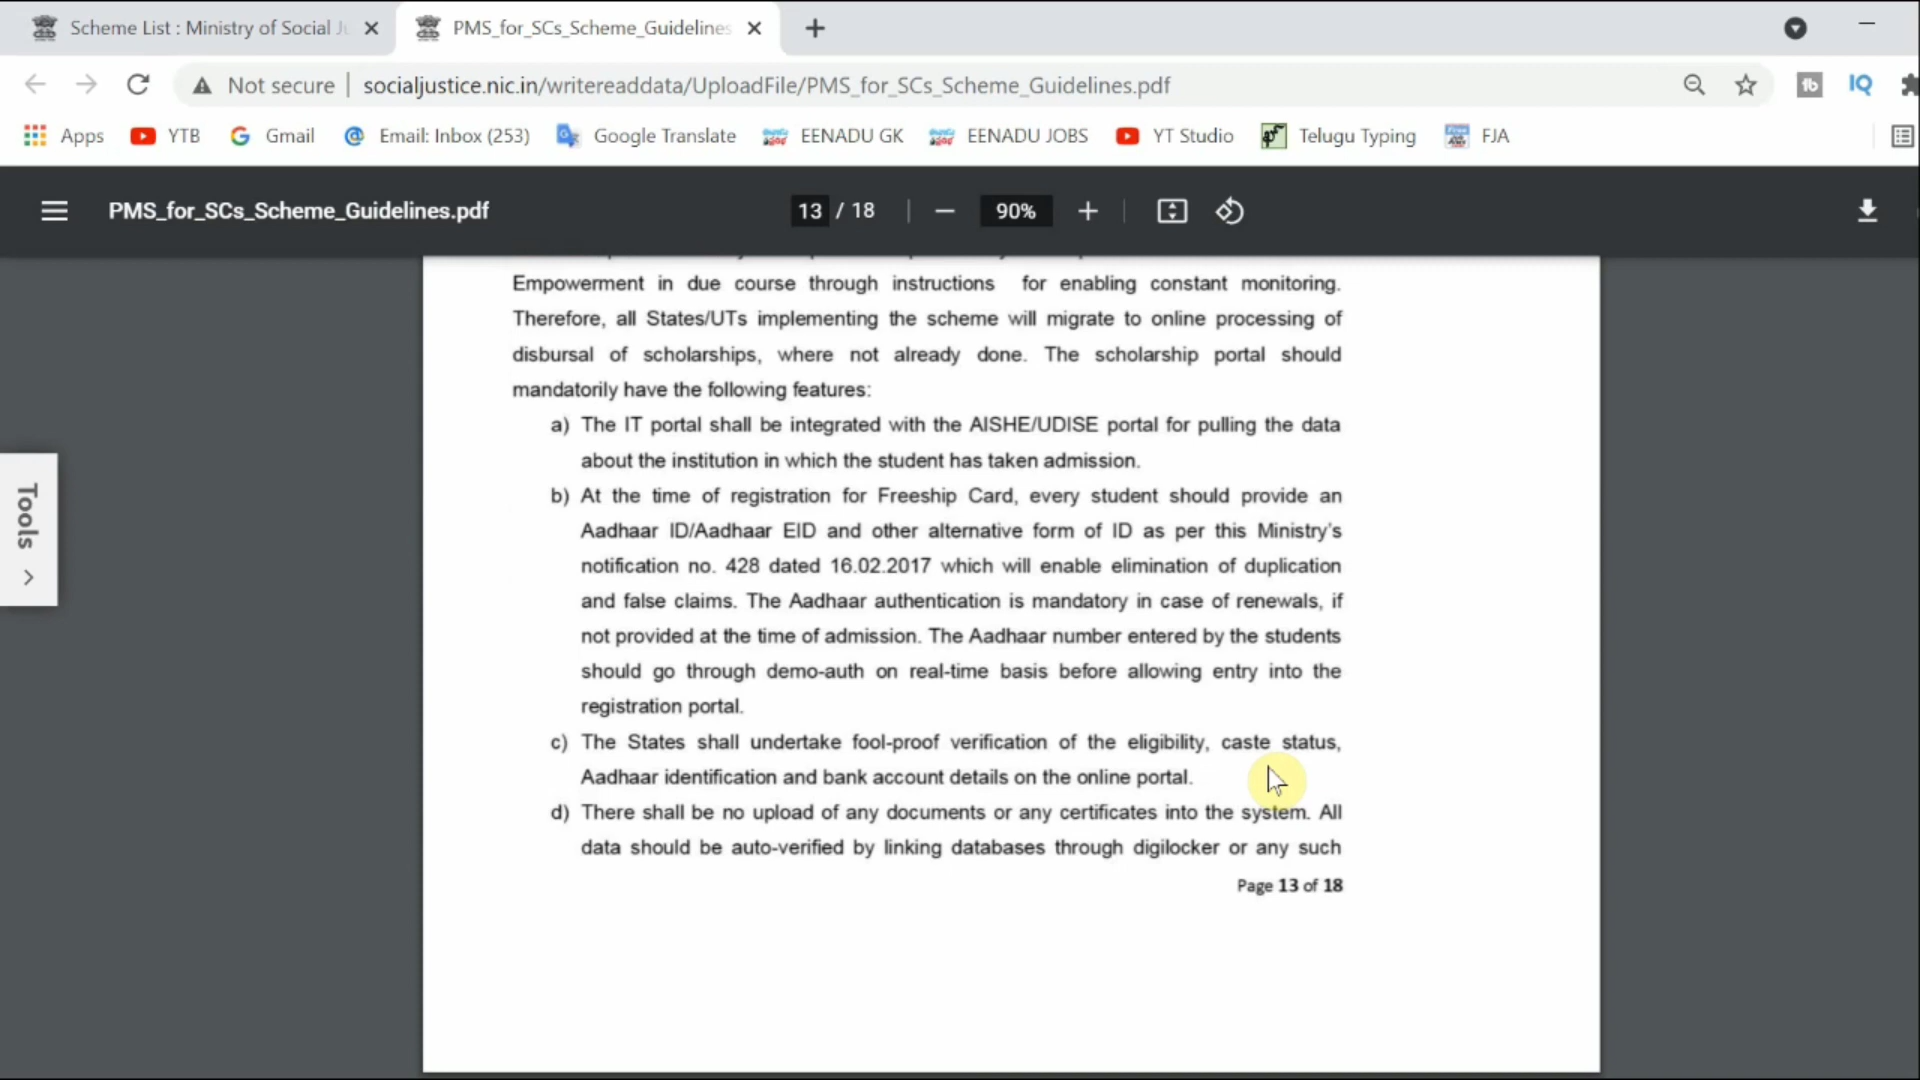 Scheme List : Ministry of Social Ju
PMS_for_SCs_Scheme_Guidelines
Not secure
socialjustice.nic.in/writereaddata/UploadFile/PMS_for_SCs_Scheme_Guidelines.pdf
tb
IQ
Apps
YTB
Gmail
Email: Inbox (253)
Google Translate
EENADU GK
EENADU JOBS
YT Studio
Telugu Typing
FJA
PMS_for_SCs_Scheme_Guidelines.pdf
13 / 18
90%
Tools
Empowerment in due course through instructions for enabling constant monitoring.
Therefore, all States/UTs implementing the scheme will migrate to online processing of
disbursal of scholarships, where not already done. The scholarship portal should
mandatorily have the following features:
a) The IT portal shall be integrated with the AISHE/UDISE portal for pulling the data
about the institution in which the student has taken admission.
b) At the time of registration for Freeship Card, every student should provide an
Aadhaar ID/Aadhaar EID and other alternative form of ID as per this Ministry's
notification no. 428 dated 16.02.2017 which will enable elimination of duplication
and false claims. The Aadhaar authentication is mandatory in case of renewals, if
not provided at the time of admission. The Aadhaar number entered by the students
should go through demo-auth on real-time basis before allowing entry into the
registration portal.
c) The States shall undertake fool-proof verification of the eligibility, caste status,
Aadhaar identification and bank account details on the online portal.
d) There shall be no upload of any documents or any certificates into the system. All
data should be auto-verified by linking databases through digilocker or any such
Page 13 of 18